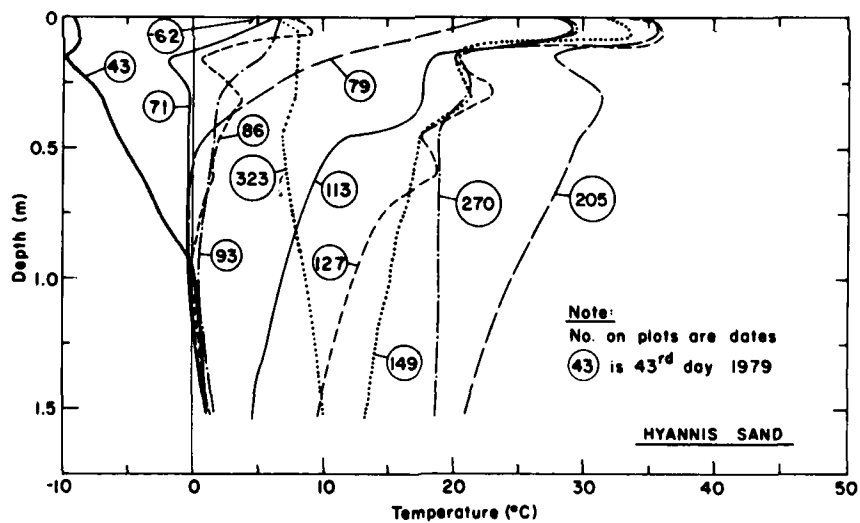 0
62
43
79
71
86
0.5
323
113
270
205
Depth (m)
93
127
1.0
Note:
No. on plots are dates
43 is 43rd day 1979
149
1.5
HYANNIS SAND
-10 0 10 20 30 40 50
Temperature (°C)